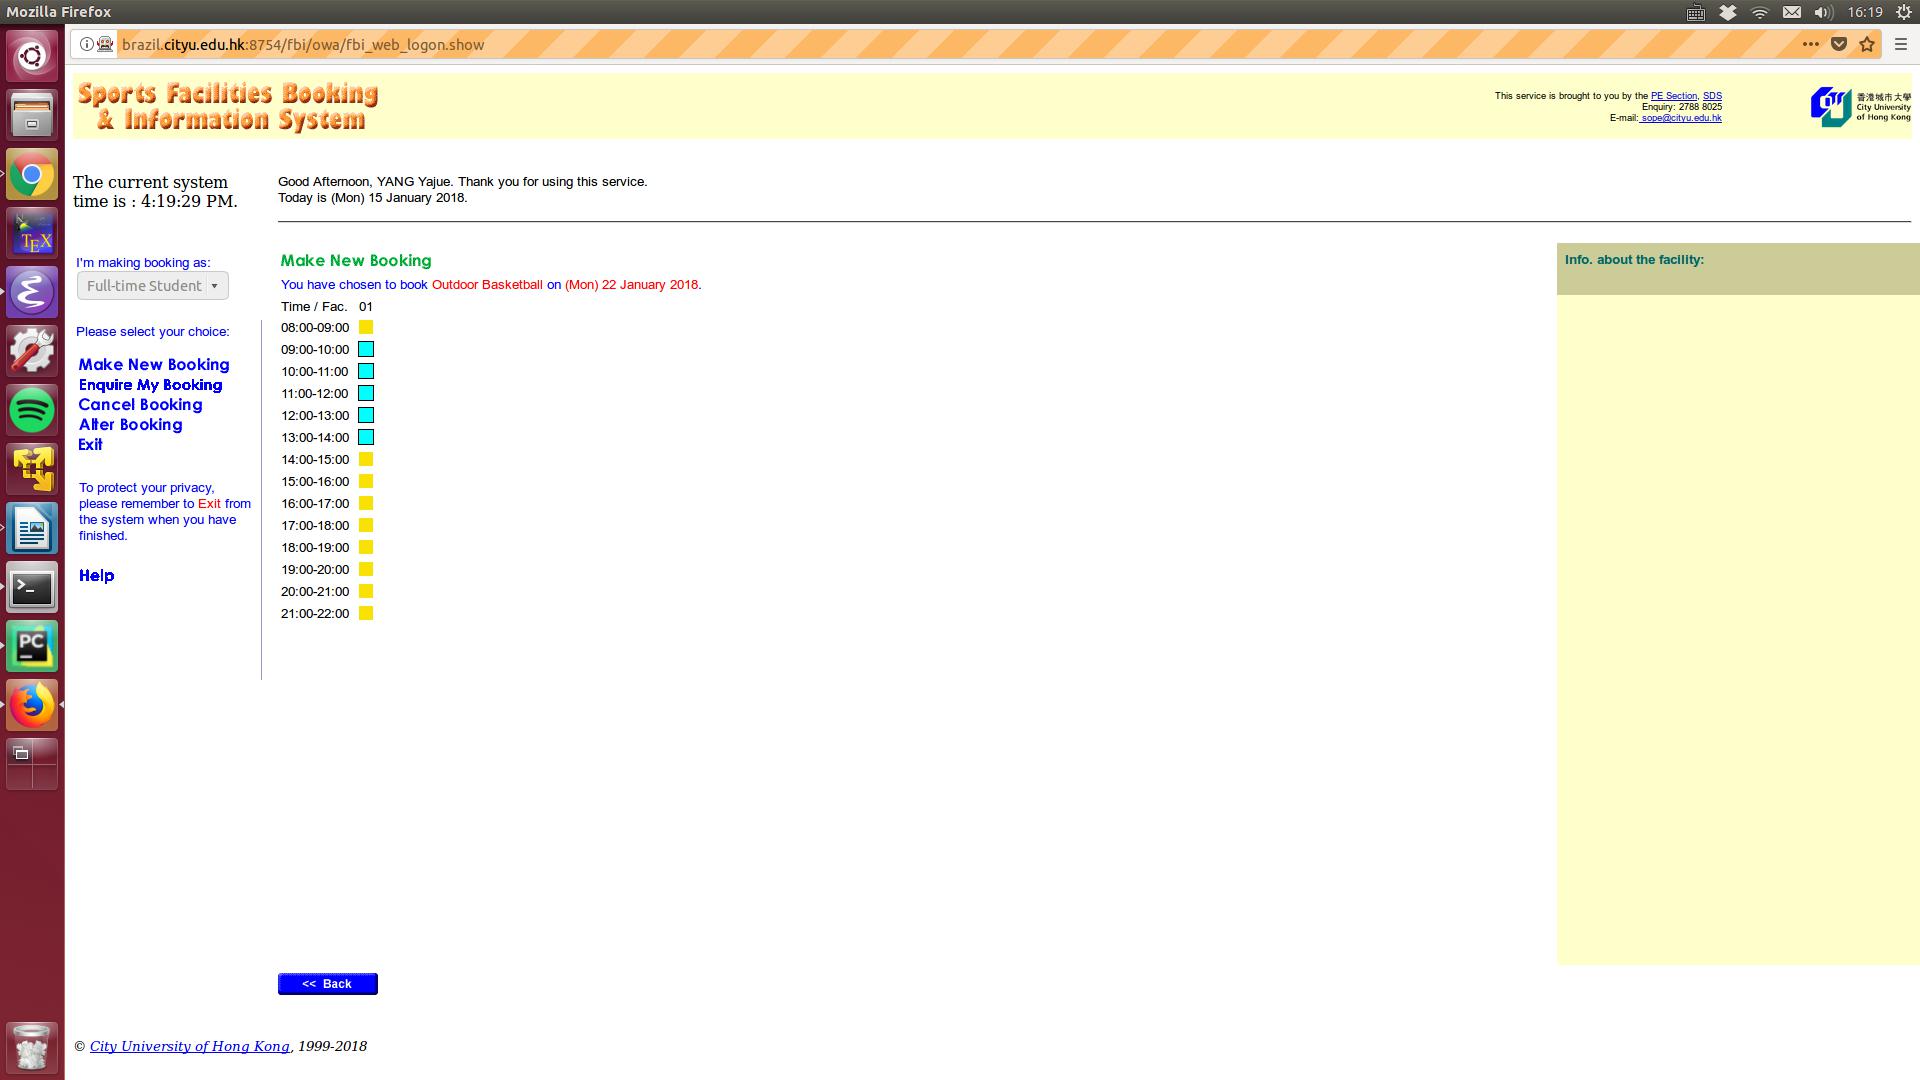 Mozilla Firefox
16:19
brazil.cityu.edu.hk:8754/fbi/owa/fbi_web_logon.show
Sports Facilities Booking
& Information System
This service is brought to you by the PE Section, SDS
Enquiry: 2788 8025
E-mail: sope@cityu.edu.hk
CityU
香港城市大學
City University
of Hong Kong
The current system
time is : 4:19:29 PM.
Good Afternoon, YANG Yajue. Thank you for using this service.
Today is (Mon) 15 January 2018.
I'm making booking as:
Full-time Student
Please select your choice:
Make New Booking
Enquire My Booking
Cancel Booking
Alter Booking
Exit
To protect your privacy,
please remember to Exit from
the system when you have
finished.
Help
Make New Booking
You have chosen to book Outdoor Basketball on (Mon) 22 January 2018.
Time / Fac. 01
08:00-09:00
09:00-10:00
10:00-11:00
11:00-12:00
12:00-13:00
13:00-14:00
14:00-15:00
15:00-16:00
16:00-17:00
17:00-18:00
18:00-19:00
19:00-20:00
20:00-21:00
21:00-22:00
Info. about the facility:
<< Back
© City University of Hong Kong, 1999-2018
TEX
PC
>_